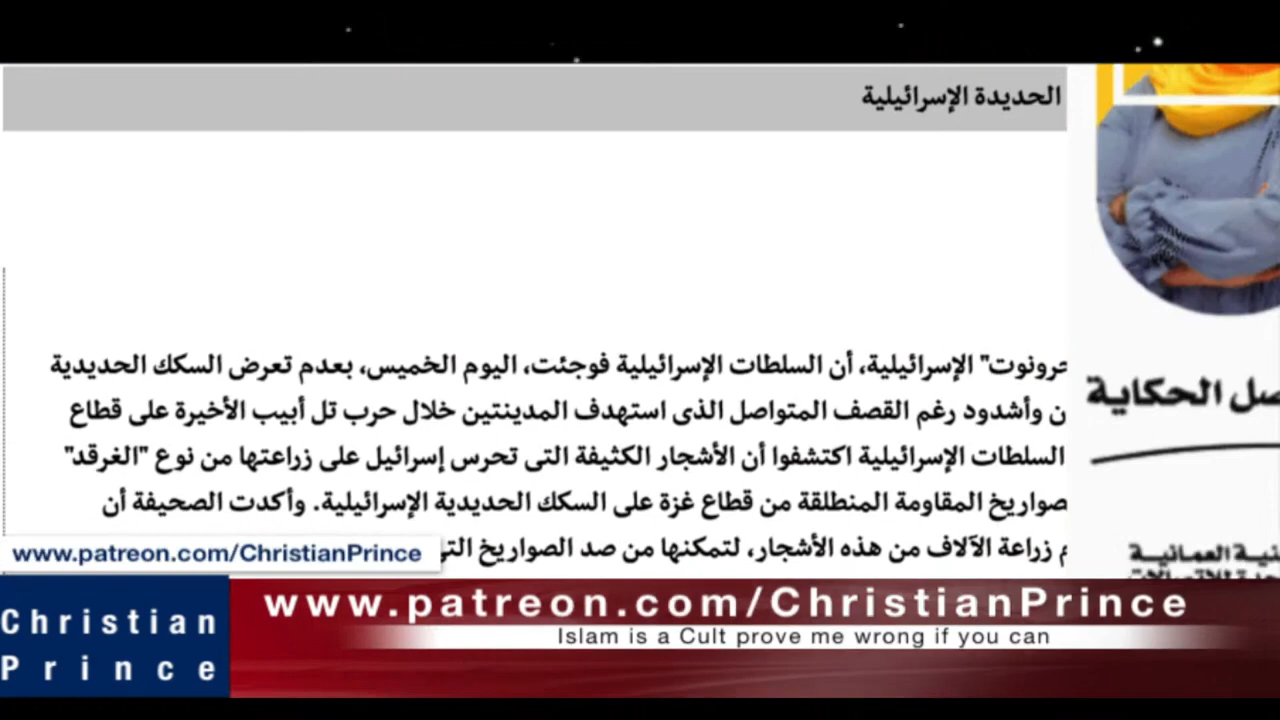 الحديدة الإسرائيلية
حرونوت" الإسرائيلية، أن السلطات الإسرائيلية فوجئت، اليوم الخميس، بعدم تعرض السكك الحديدية
ن وأشدود رغم القصف المتواصل الذى استهدف المدينتين خلال حرب تل أبيب الأخيرة على قطاع
السلطات الإسرائيلية اكتشفوا أن الأشجار الكثيفة التى تحرس إسرائيل على زراعتها من نوع "الغرقد"
صواريخ المقاومة المنطلقة من قطاع غزة على السكك الحديدية الإسرائيلية. وأكدت الصحيفة أن
م زراعة الآلاف من هذه الأشجار، لتمكنها من صد الصواريخ التى
صل الحكاية
www.patreon.com/ChristianPrince
Christian
Prince
www.patreon.com/ChristianPrince
Islam is a Cult prove me wrong if you can